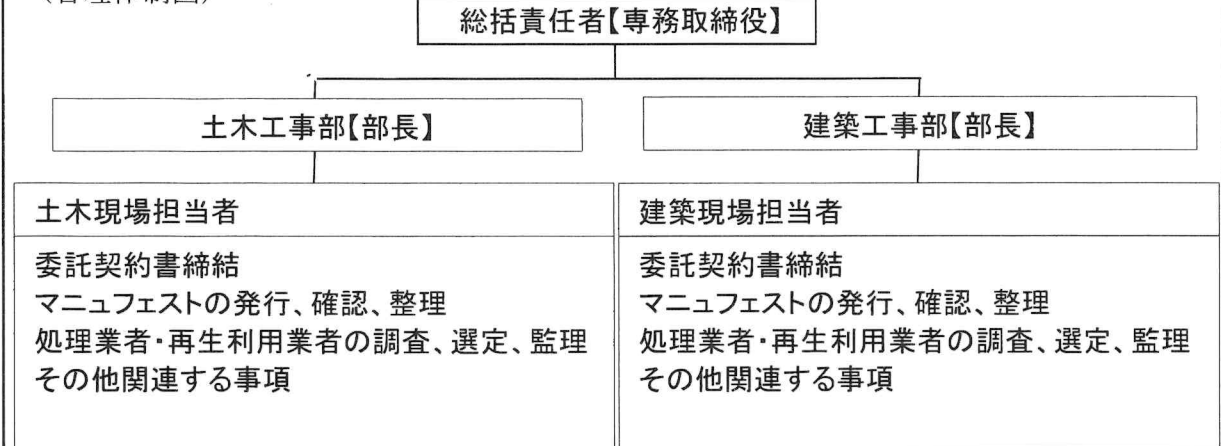 総括責任者【専務取締役】
土木工事部【部長】
建築工事部【部長】
土木現場担当者
委託契約書締結
マニュフェストの発行、確認、整理
処理業者・再生利用業者の調査、選定、監理
その他関連する事項
建築現場担当者
委託契約書締結
マニュフェストの発行、確認、整理
処理業者・再生利用業者の調査、選定、監理
その他関連する事項